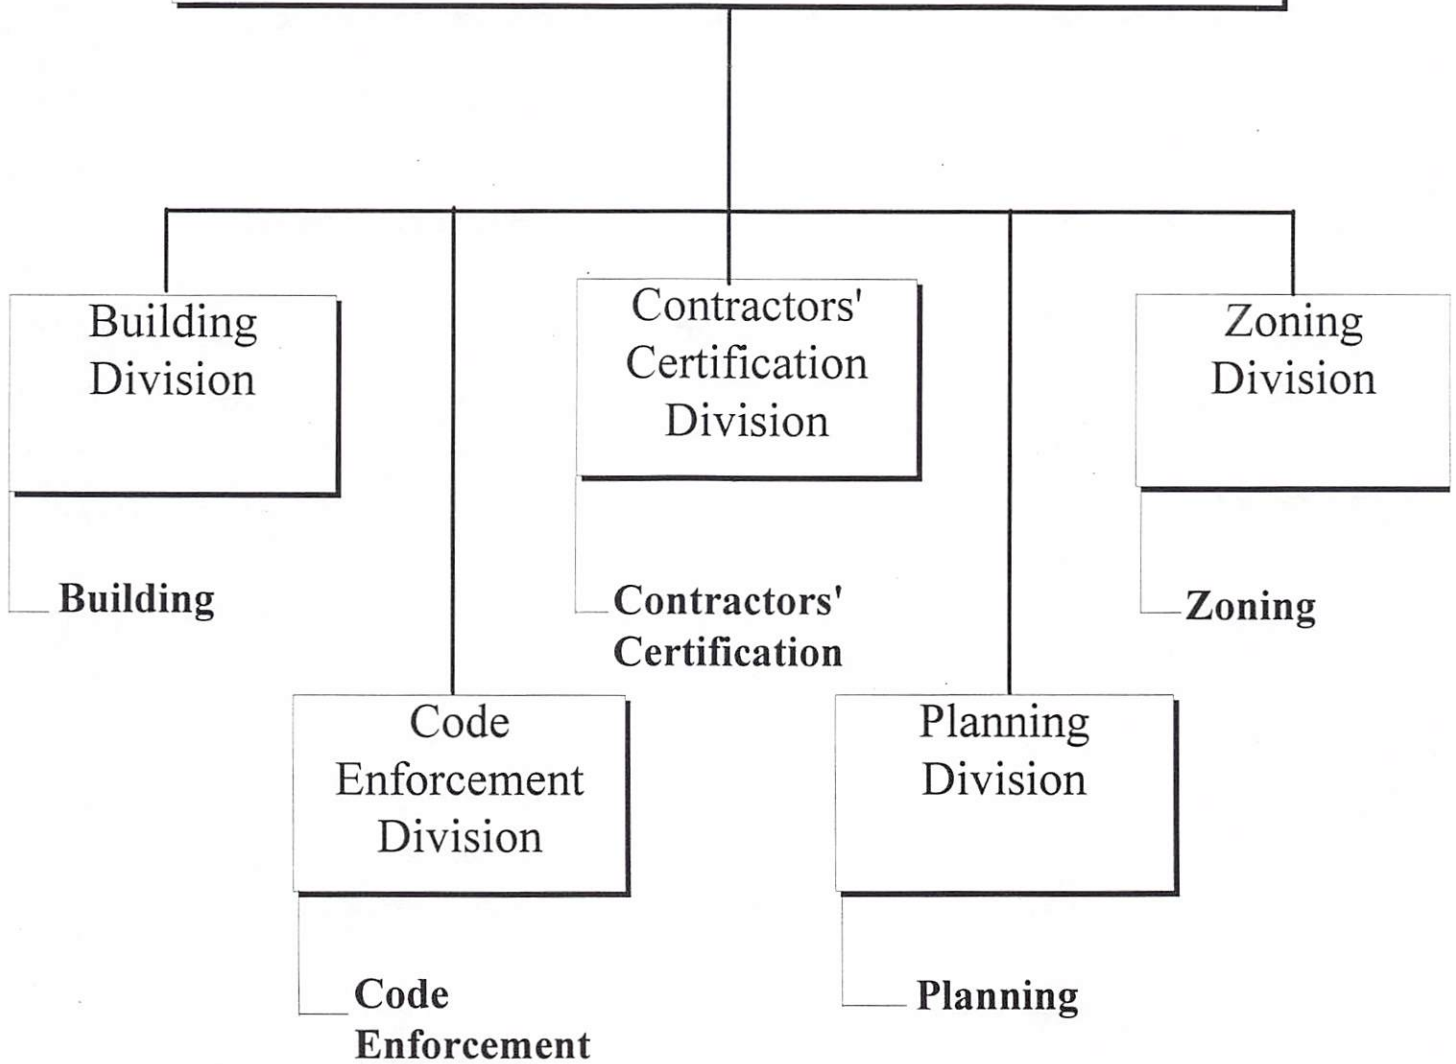 Building
Division
Contractors'
Certification
Division
Zoning
Division
Building
Contractors'
Certification
Zoning
Code
Enforcement
Division
Planning
Division
Code
Enforcement
Planning